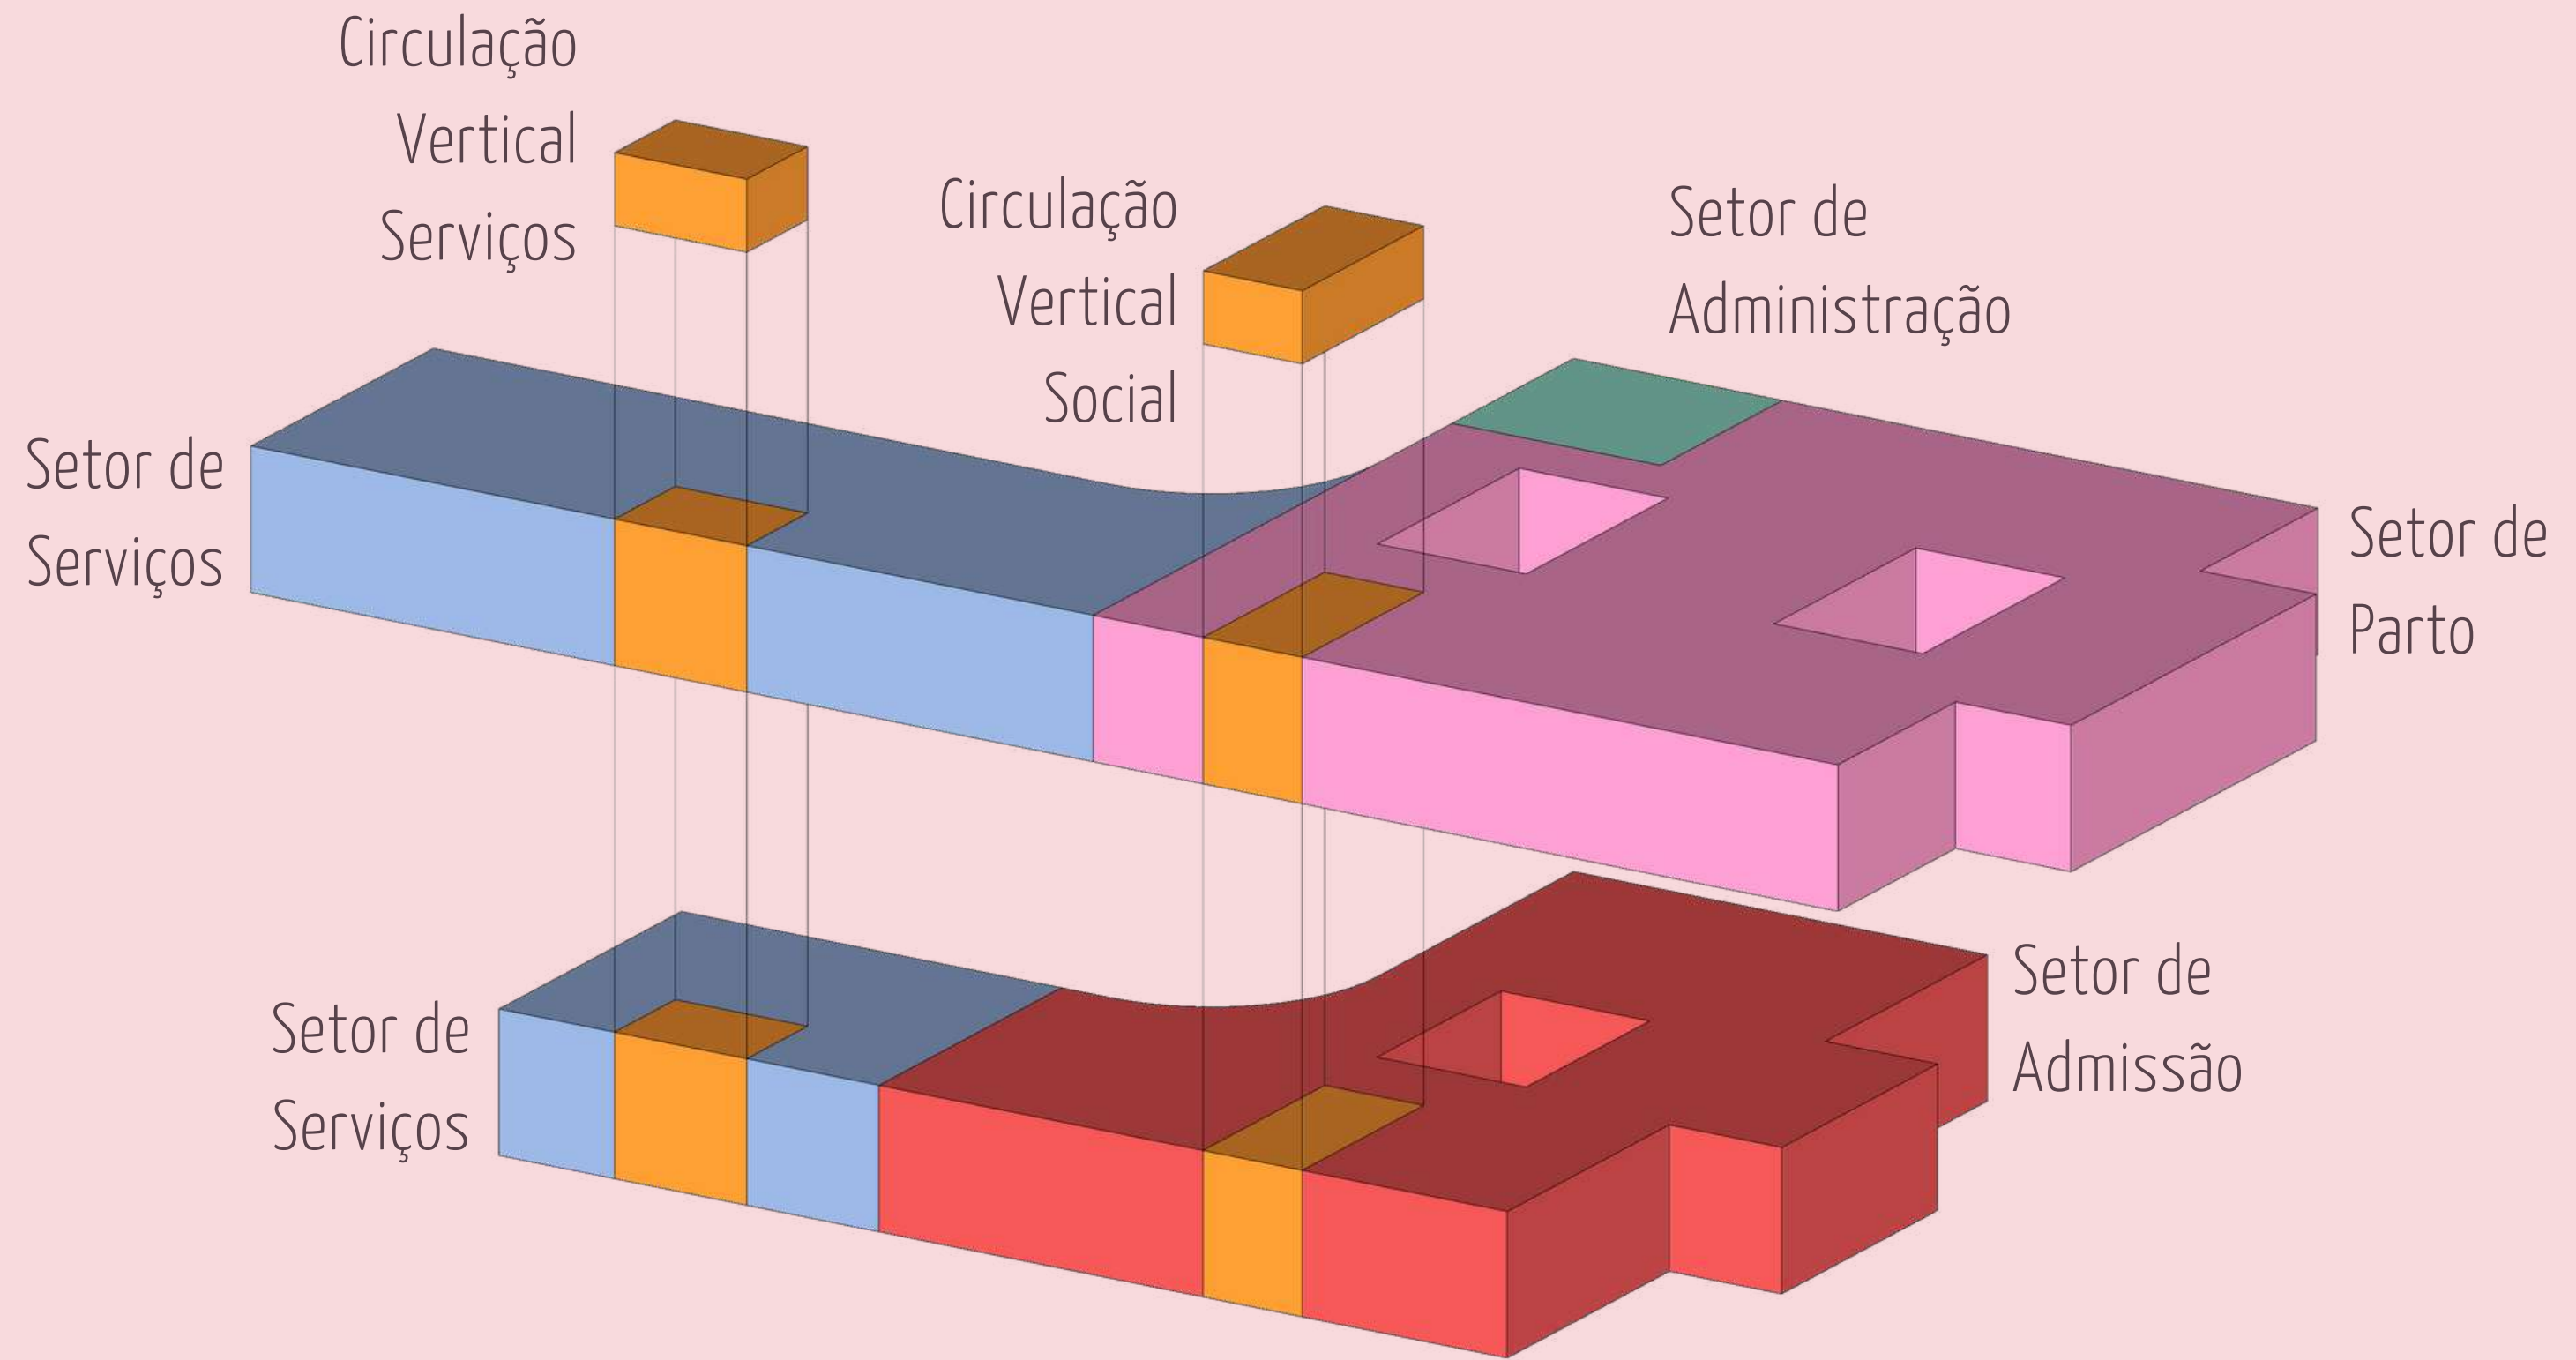 Circulação
Vertical
Serviços
Circulação
Vertical
Social
Setor de
Administração
Setor de
Serviços
Setor de
Parto
Setor de
Admissão
Setor de
Serviços